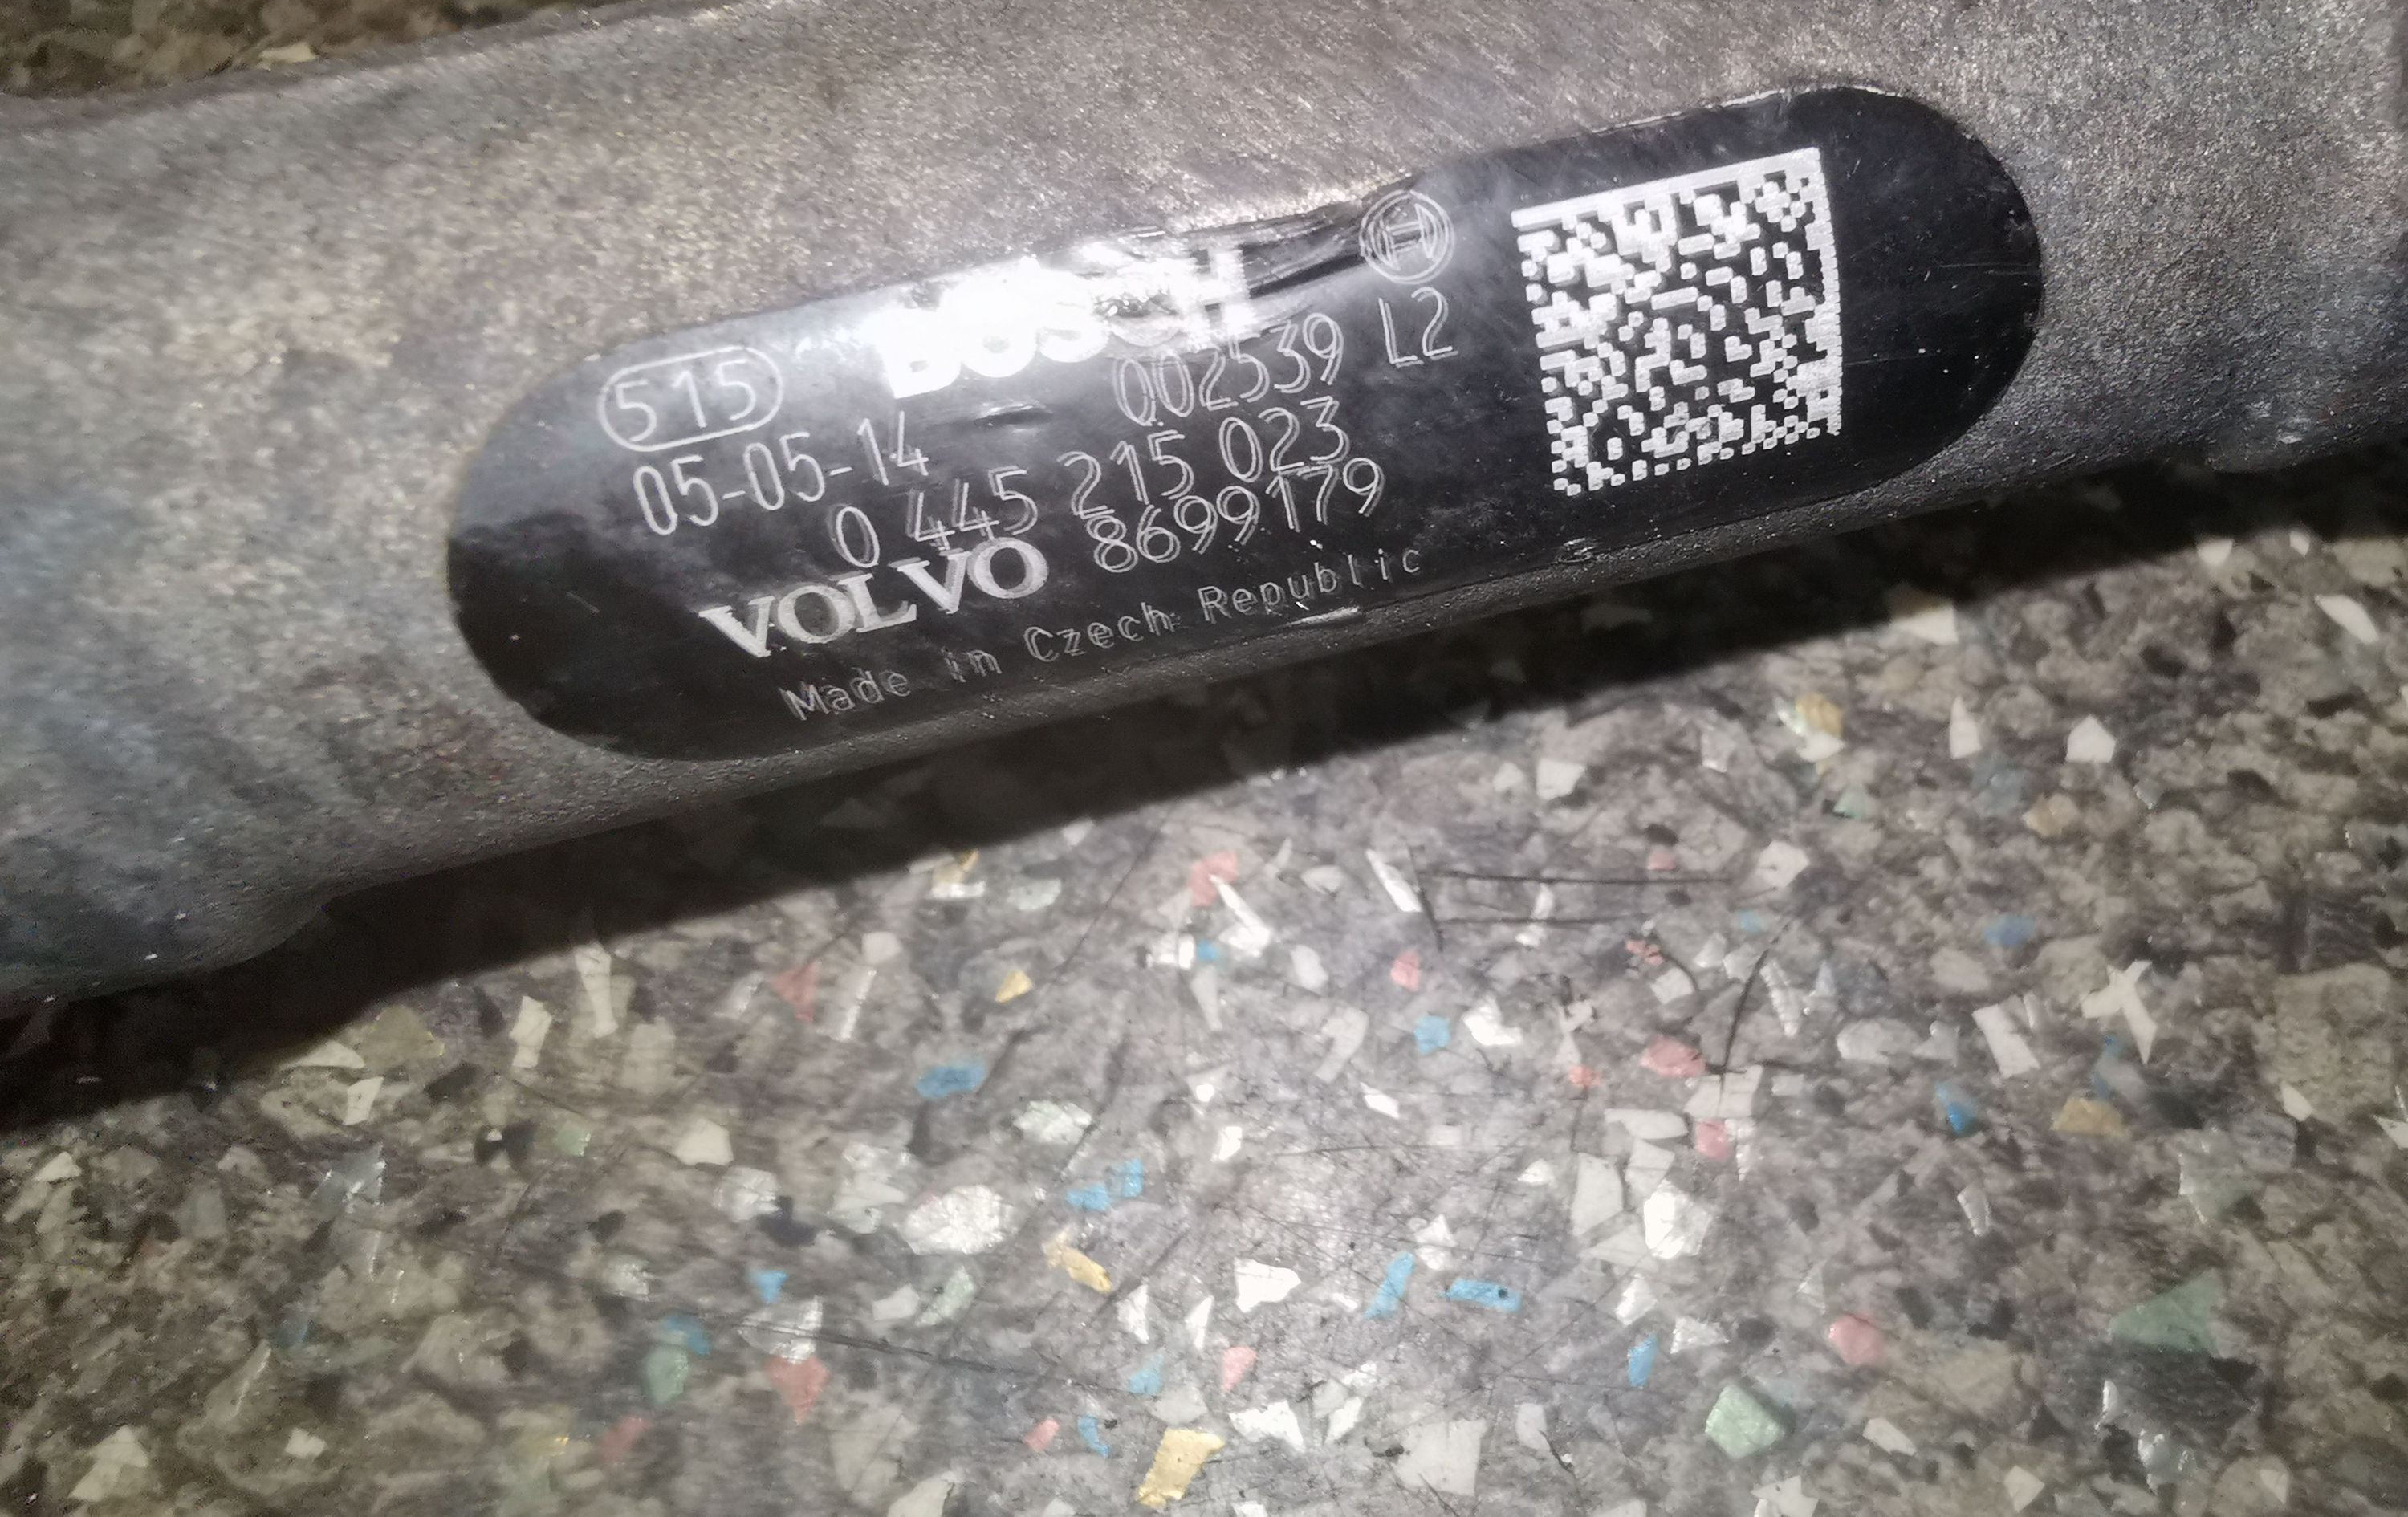 BOSCH
515
002539 L2
05-05-14
0 445 215 023
VOLVO 8699179
Made in Czech Republic